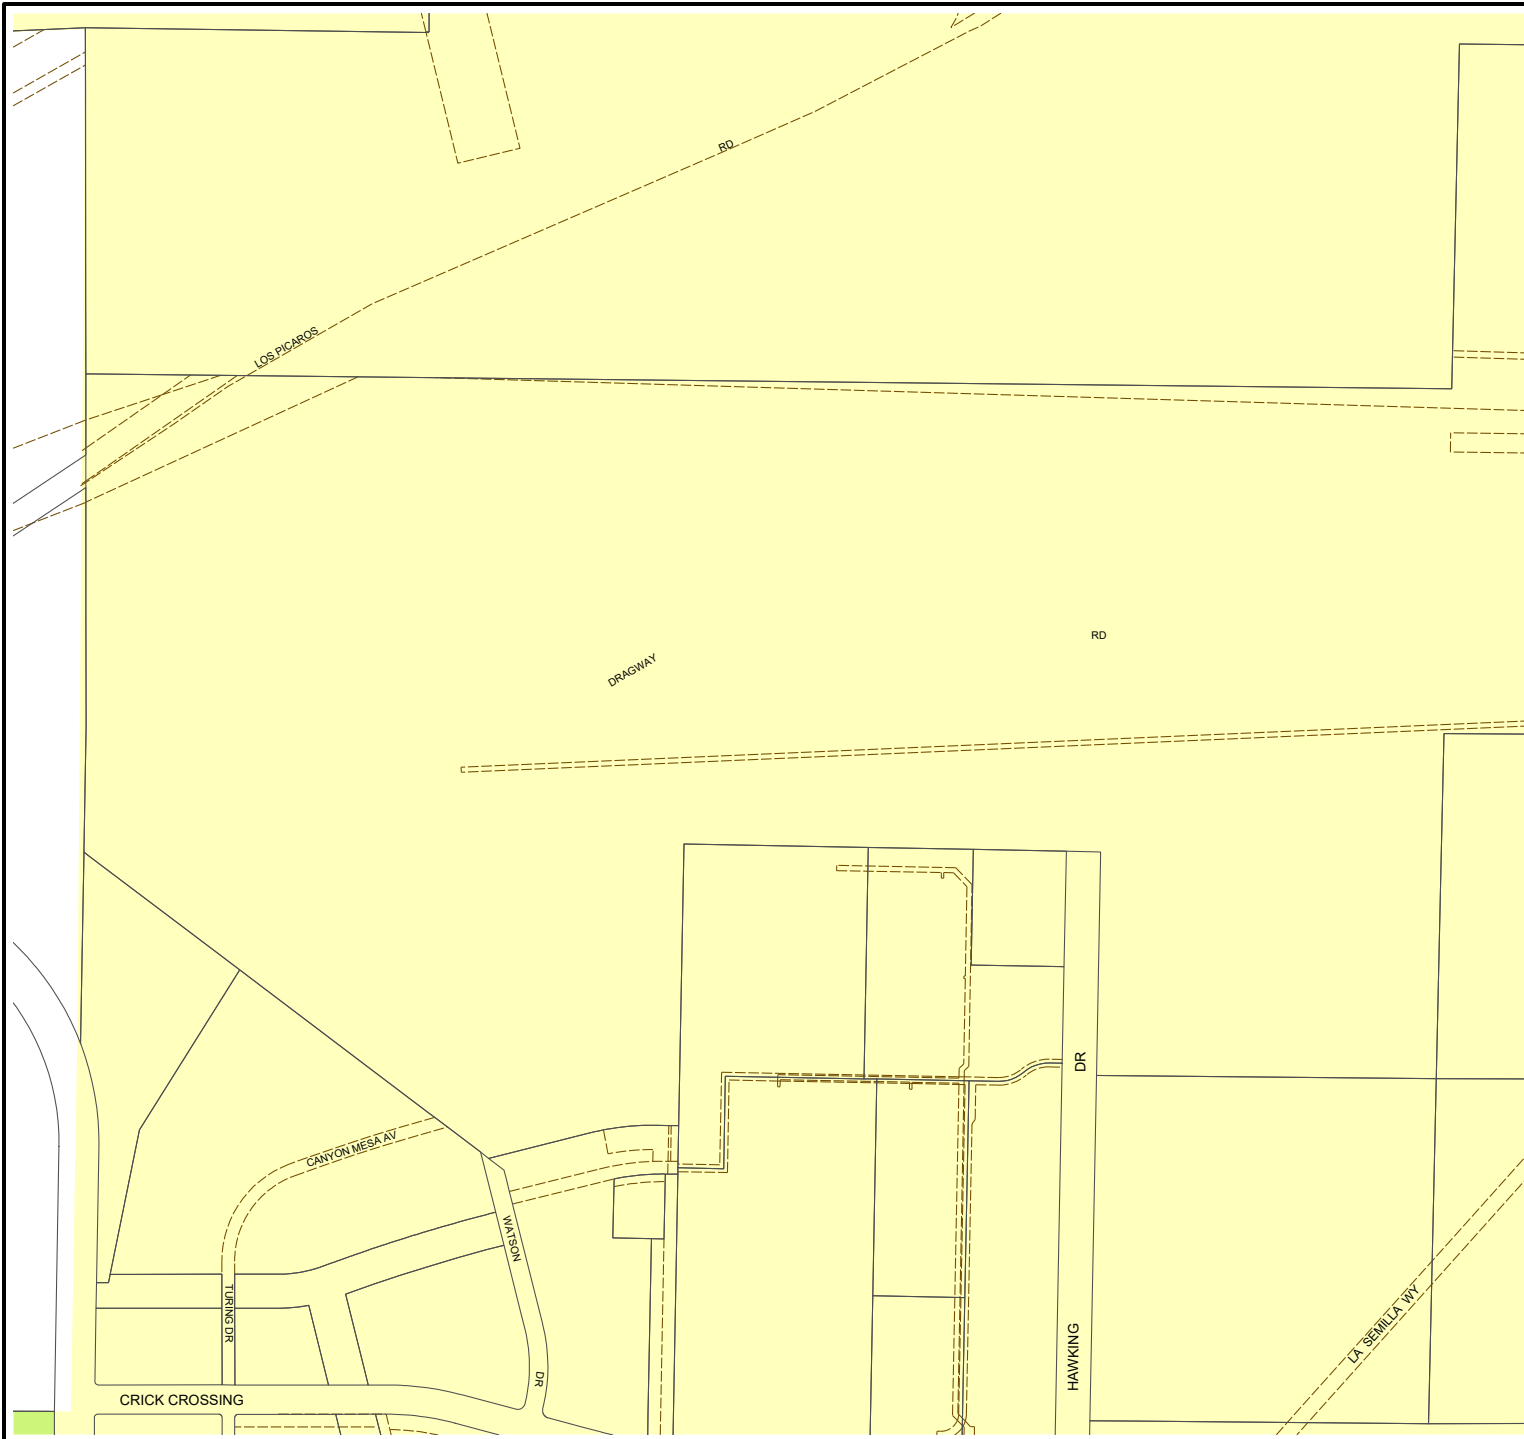 RD
LOS PICAROS
RD
DRAGWAY
DR
CANYON MESA AV
WATSON
TURING DR
LA SEMILLA WY
HAWKING
DR
CRICK CROSSING